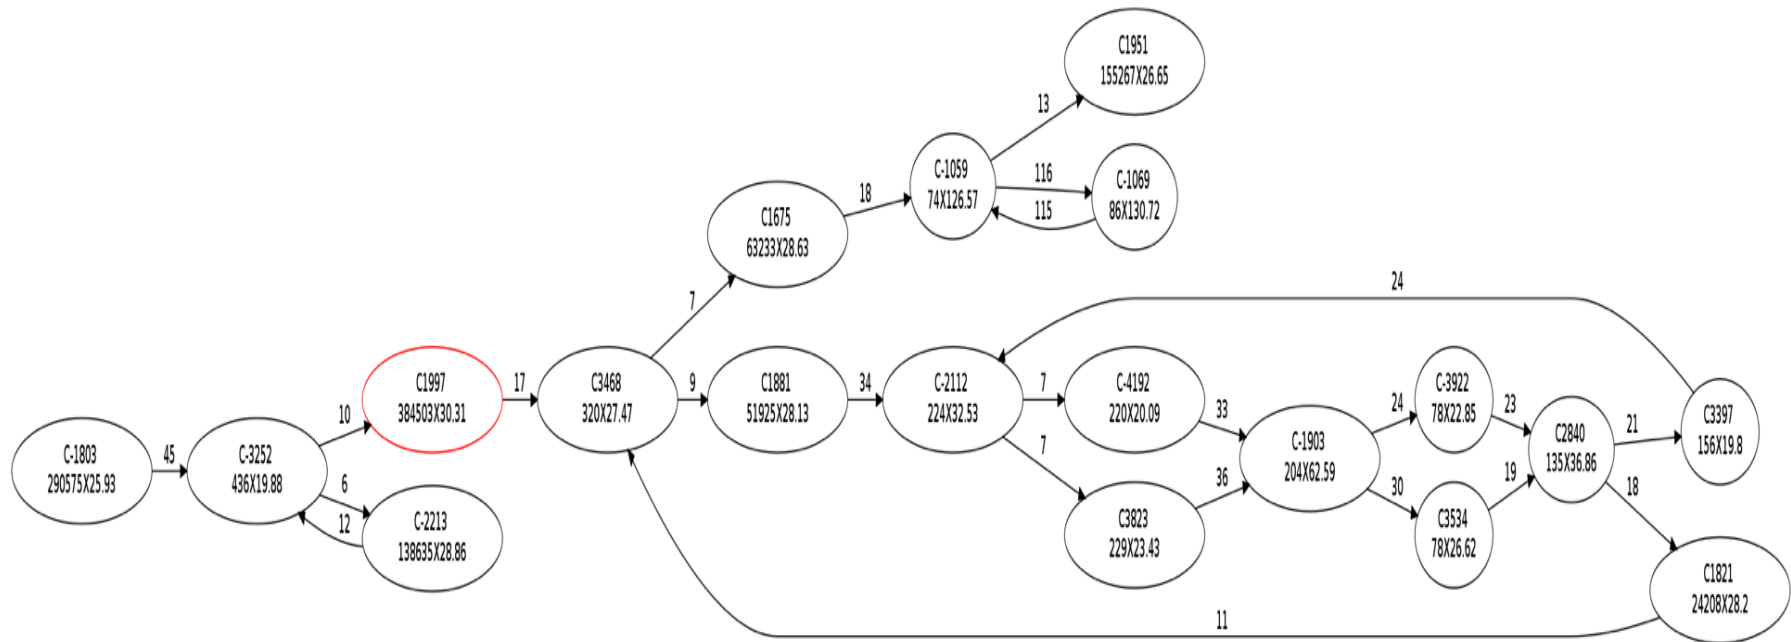 C1951
155267X26.65
13
C-1059
74X126.57
116
115
C-1069
86X130.72
18
C1675
63233X28.63
7
24
C1997
384503X30.31
17
C3468
320X27.47
9
C1881
51925X28.13
34
C-2112
224X32.53
7
C-4192
220X20.09
33
7
C3823
229X23.43
36
C-1903
204X62.59
24
C-3922
78X22.85
23
30
C3534
78X26.62
19
C2840
135X36.86
21
C3397
156X19.8
18
C1821
24208X28.2
11
C-1803
290575X25.93
45
C-3252
436X19.88
10
6
12
C-2213
138635X28.86